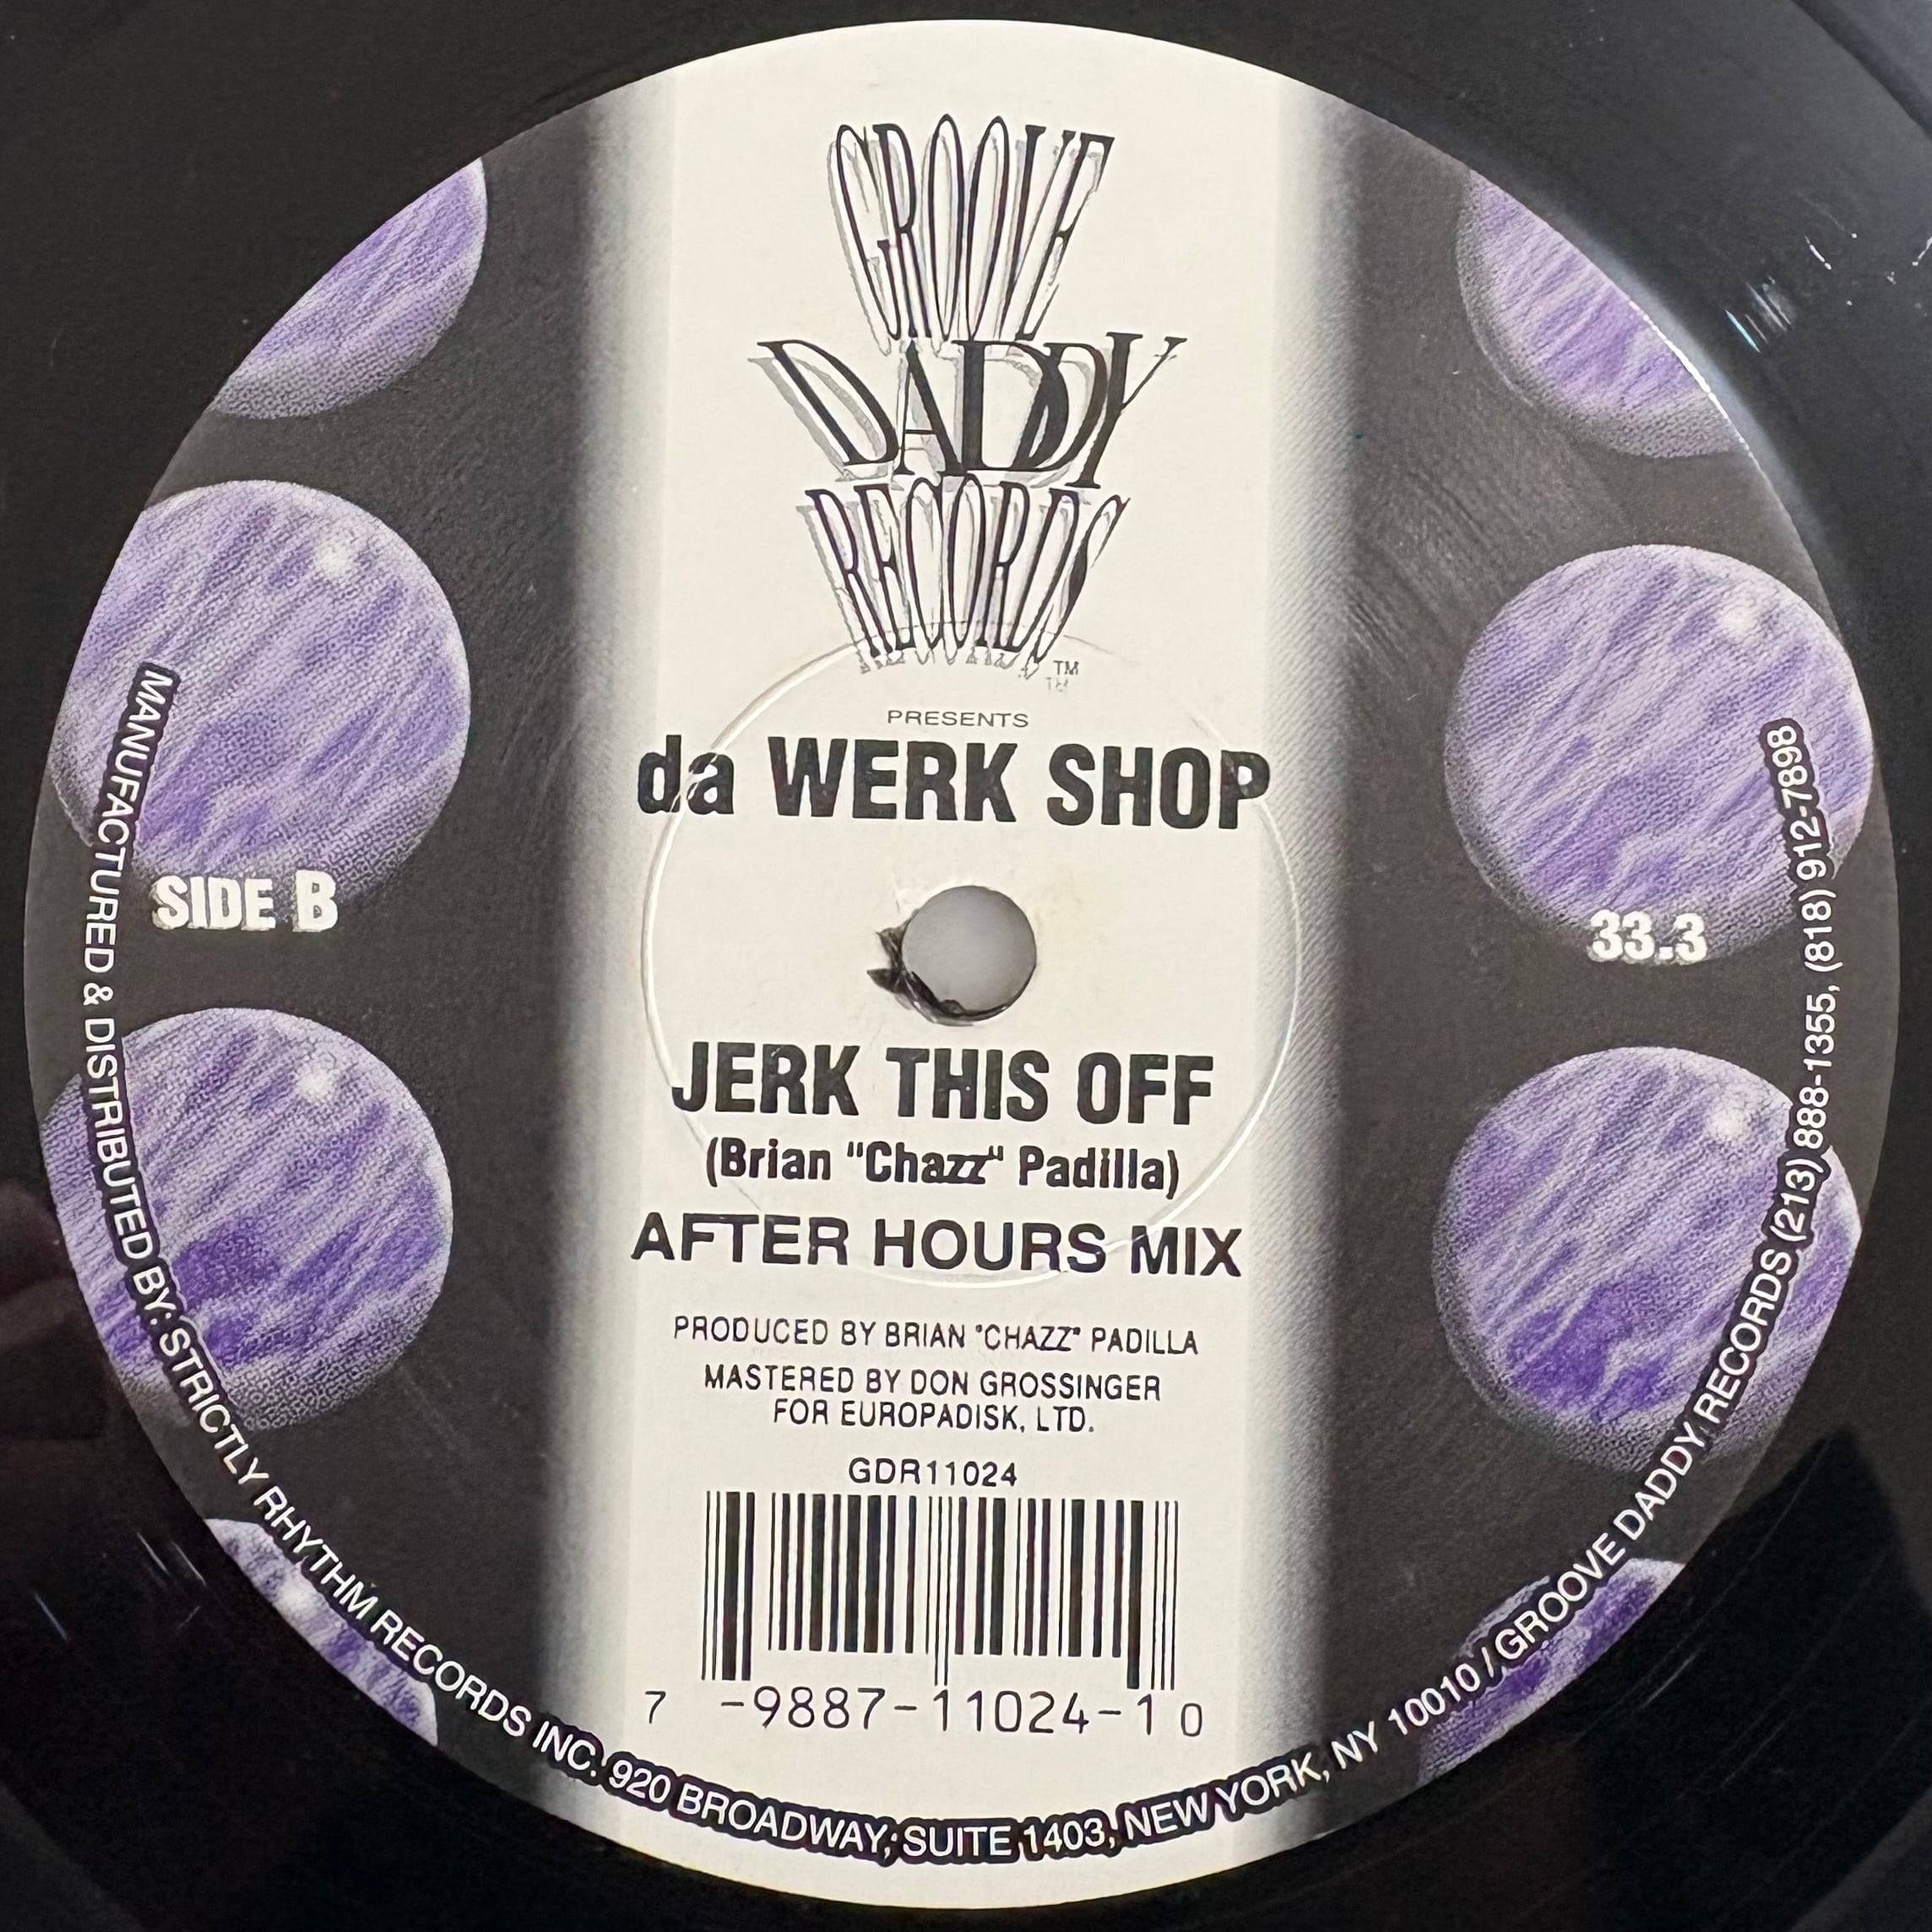 GROOVE
DADDY
RECORDS
TM
PRESENTS
da WERK SHOP
SIDE B
33.3
JERK THIS OFF
(Brian "Chazz" Padilla)
AFTER HOURS MIX
PRODUCED BY BRIAN "CHAZZ" PADILLA
MASTERED BY DON GROSSINGER
FOR EUROPADISK, LTD.
GDR11024
7 -9887-11024-1 0
MANUFACTURED & DISTRIBUTED BY: STRICTLY RHYTHM RECORDS INC. 920 BROADWAY, SUITE 1403, NEW YORK, NY 10010 / GROOVE DADDY RECORDS (213) 888-1355, (818) 912-7898